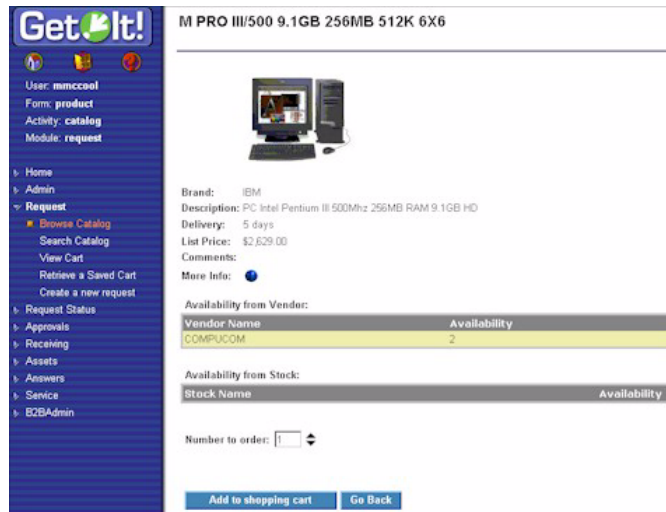 Get It!
User: mmccool
Form: product
Activity: catalog
Module: request
Home
Admin
Request
Browse Catalog
Search Catalog
View Cart
Retrieve a Saved Cart
Create a new request
Request Status
Approvals
Receiving
Assets
Answers
Service
B2BAdmin
M PRO III/500 9.1GB 256MB 512K 6X6
Brand: IBM
Description: PC Intel Pentium III 500Mhz 256MB RAM 9.1GB HD
Delivery: 5 days
List Price: $2,629.00
Comments:
More Info:
Availability from Vendor:
Vendor Name Availability
COMPUCOM 2
Availability from Stock:
Stock Name Availability
Number to order: 1
Add to shopping cart Go Back